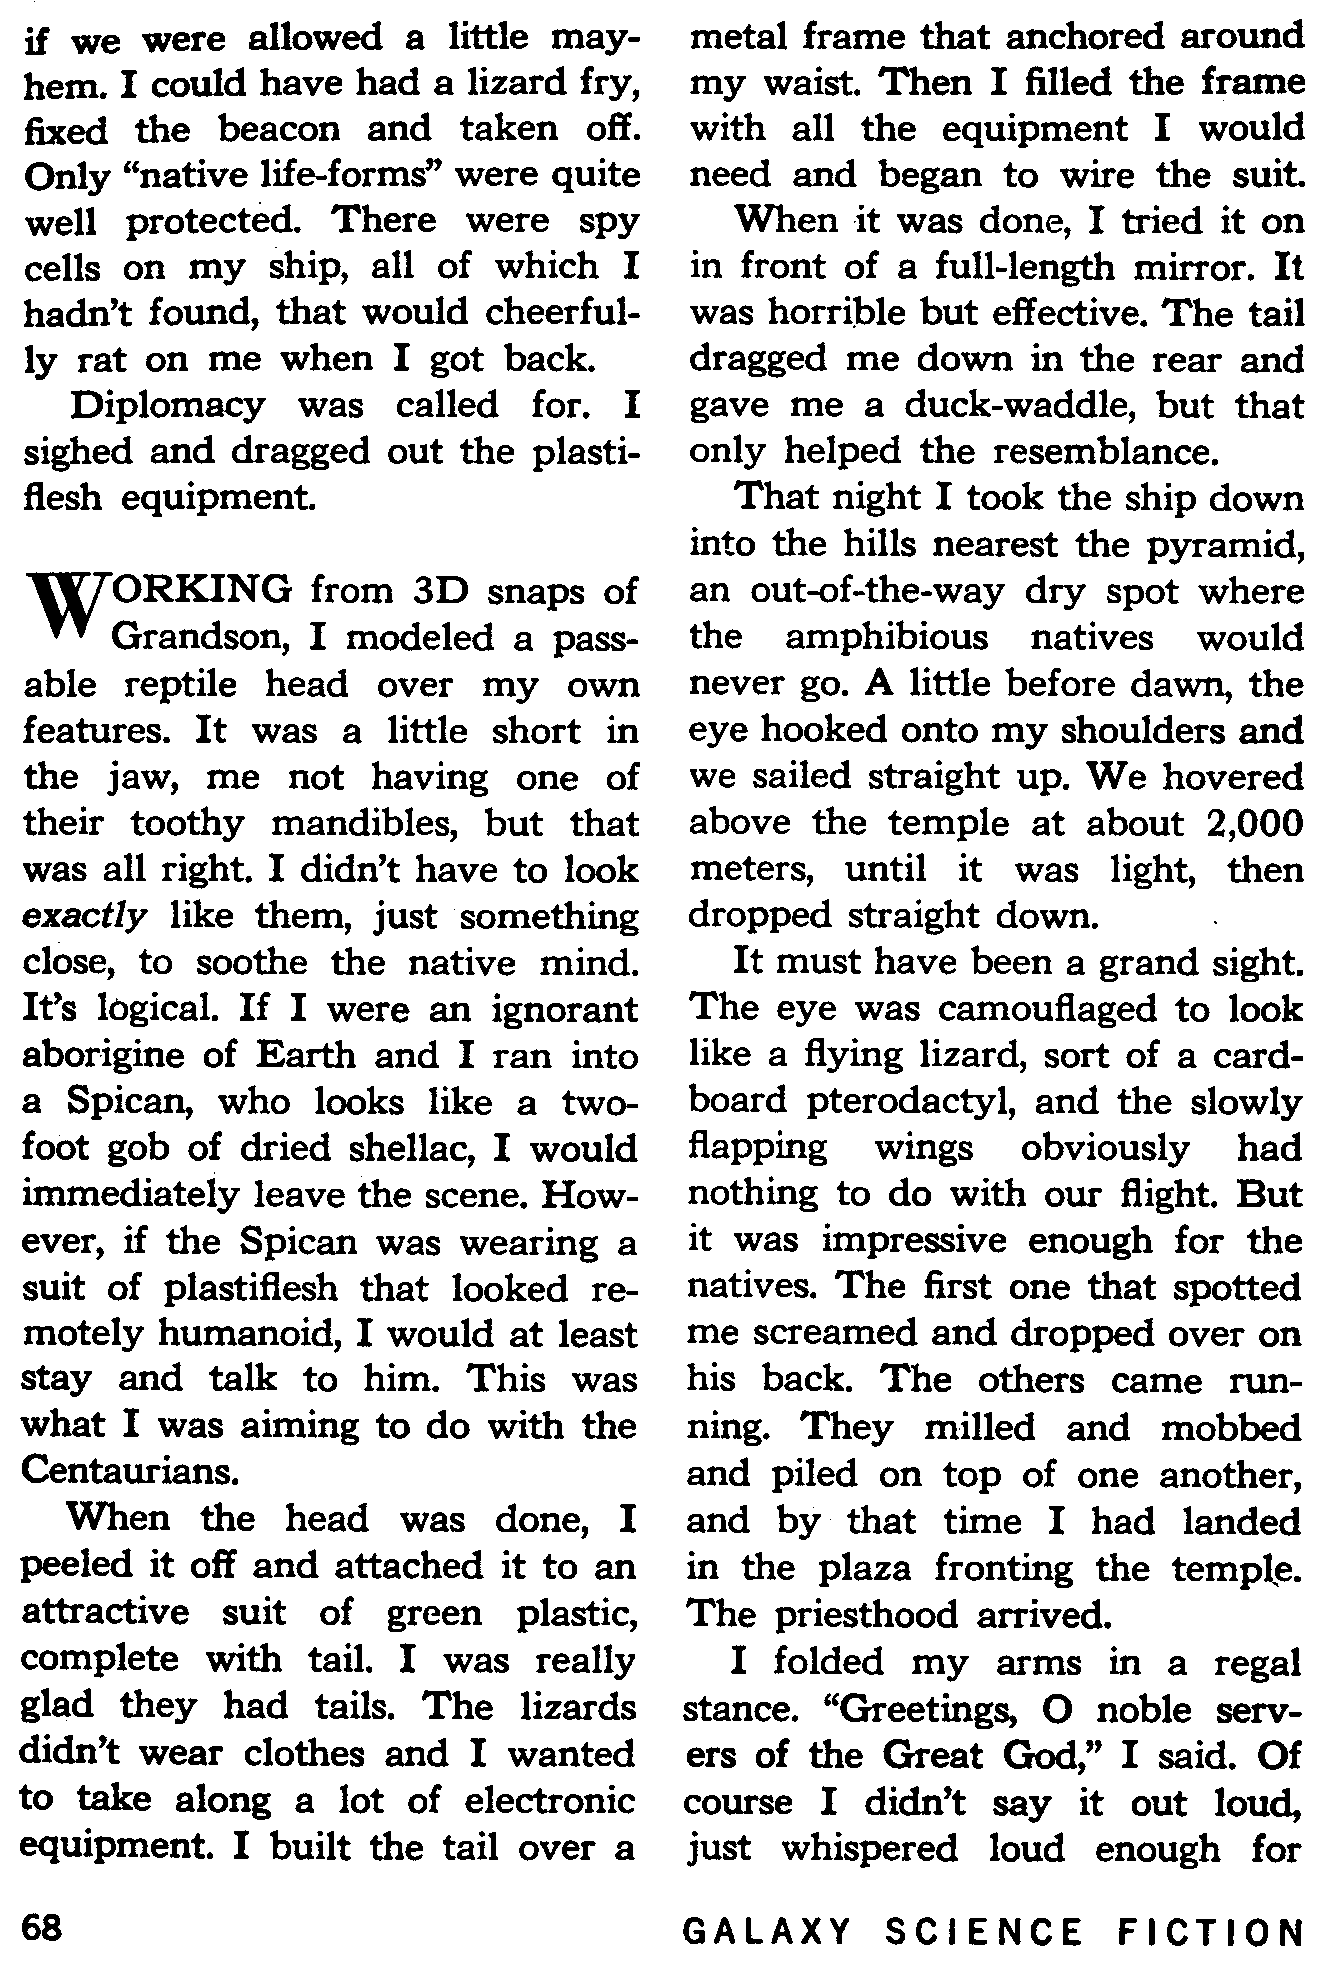 if we were allowed a little may-
hem. I could have had a lizard fry,
fixed the beacon and taken off.
Only “native life-forms” were quite
well protected. There were spy
cells on my ship, all of which I
hadn’t found, that would cheerful-
ly rat on me when I got back.
Diplomacy was called for. I
sighed and dragged out the plasti-
flesh equipment.
WORKING from 3D snaps of
Grandson, I modeled a pass-
able reptile head over my own
features. It was a little short in
the jaw, me not having one of
their toothy mandibles, but that
was all right. I didn’t have to look
exactly like them, just something
close, to soothe the native mind.
It’s logical. If I were an ignorant
aborigine of Earth and I ran into
a Spican, who looks like a two-
foot gob of dried shellac, I would
immediately leave the scene. How-
ever, if the Spican was wearing a
suit of plastiflesh that looked re-
motely humanoid, I would at least
stay and talk to him. This was
what I was aiming to do with the
Centaurians.
When the head was done, I
peeled it off and attached it to an
attractive suit of green plastic,
complete with tail. I was really
glad they had tails. The lizards
didn’t wear clothes and I wanted
to take along a lot of electronic
equipment. I built the tail over a
metal frame that anchored around
my waist. Then I filled the frame
with all the equipment I would
need and began to wire the suit.
When it was done, I tried it on
in front of a full-length mirror. It
was horrible but effective. The tail
dragged me down in the rear and
gave me a duck-waddle, but that
only helped the resemblance.
That night I took the ship down
into the hills nearest the pyramid,
an out-of-the-way dry spot where
the amphibious natives would
never go. A little before dawn, the
eye hooked onto my shoulders and
we sailed straight up. We hovered
above the temple at about 2,000
meters, until it was light, then
dropped straight down.
It must have been a grand sight.
The eye was camouflaged to look
like a flying lizard, sort of a card-
board pterodactyl, and the slowly
flapping wings obviously had
nothing to do with our flight. But
it was impressive enough for the
natives. The first one that spotted
me screamed and dropped over on
his back. The others came run-
ning. They milled and mobbed
and piled on top of one another,
and by that time I had landed
in the plaza fronting the temple.
The priesthood arrived.
I folded my arms in a regal
stance. “Greetings, O noble serv-
ers of the Great God,” I said. Of
course I didn’t say it out loud,
just whispered loud enough for
68
GALAXY SCIENCE FICTION